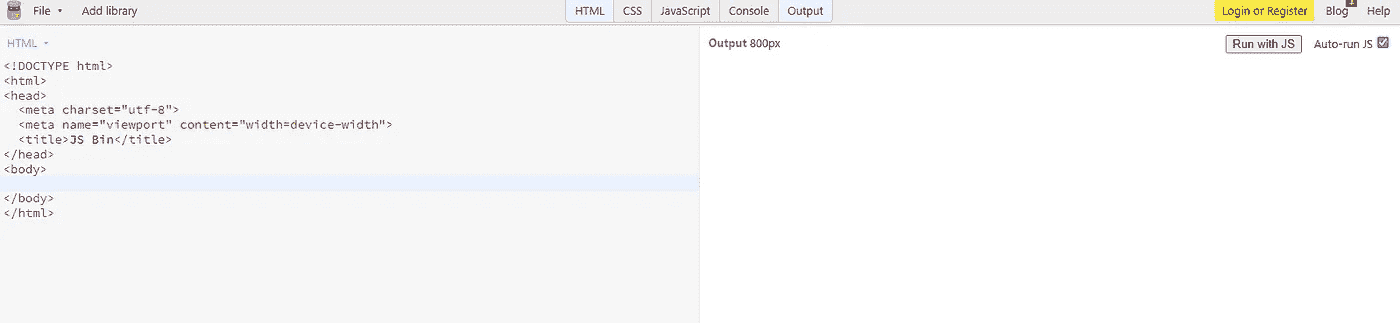 File Add library HTML CSS JavaScript Console Output Login or Register Blog 1 Help
HTML
Output 800px Run with JS Auto-run JS
<!DOCTYPE html>
<html>
<head>
  <meta charset="utf-8">
  <meta name="viewport" content="width=device-width">
  <title>JS Bin</title>
</head>
<body>
</body>
</html>